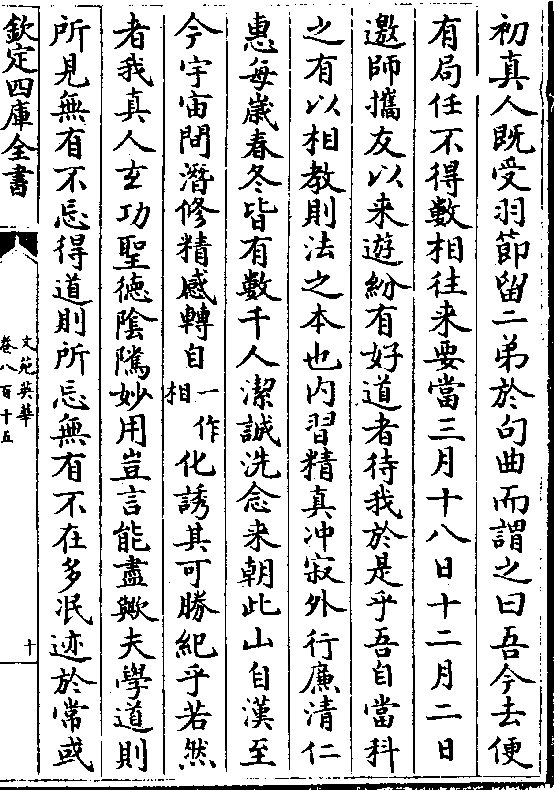 初真人既受羽節留二弟於句曲而謂之曰吾今去便
有局任不得數相往来要當三月十八日十二月二日
邀師攜友以来遊紛有好道者待我於是乎吾自當科
之有以相教則法之本也内習精真冲寂外行廉清仁
惠每歲春冬皆有數千人潔誠洗念来朝此山自漢至
今宇宙間潛修精感轉自一作相化誘其可勝紀乎若然
者我真人玄功聖德陰隲妙用豈言能盡歟夫學道則
所見無有不忘得道則所忘無有不在多泯迹於常或
欽定四庫全書
文苑英華
卷八百十五
十